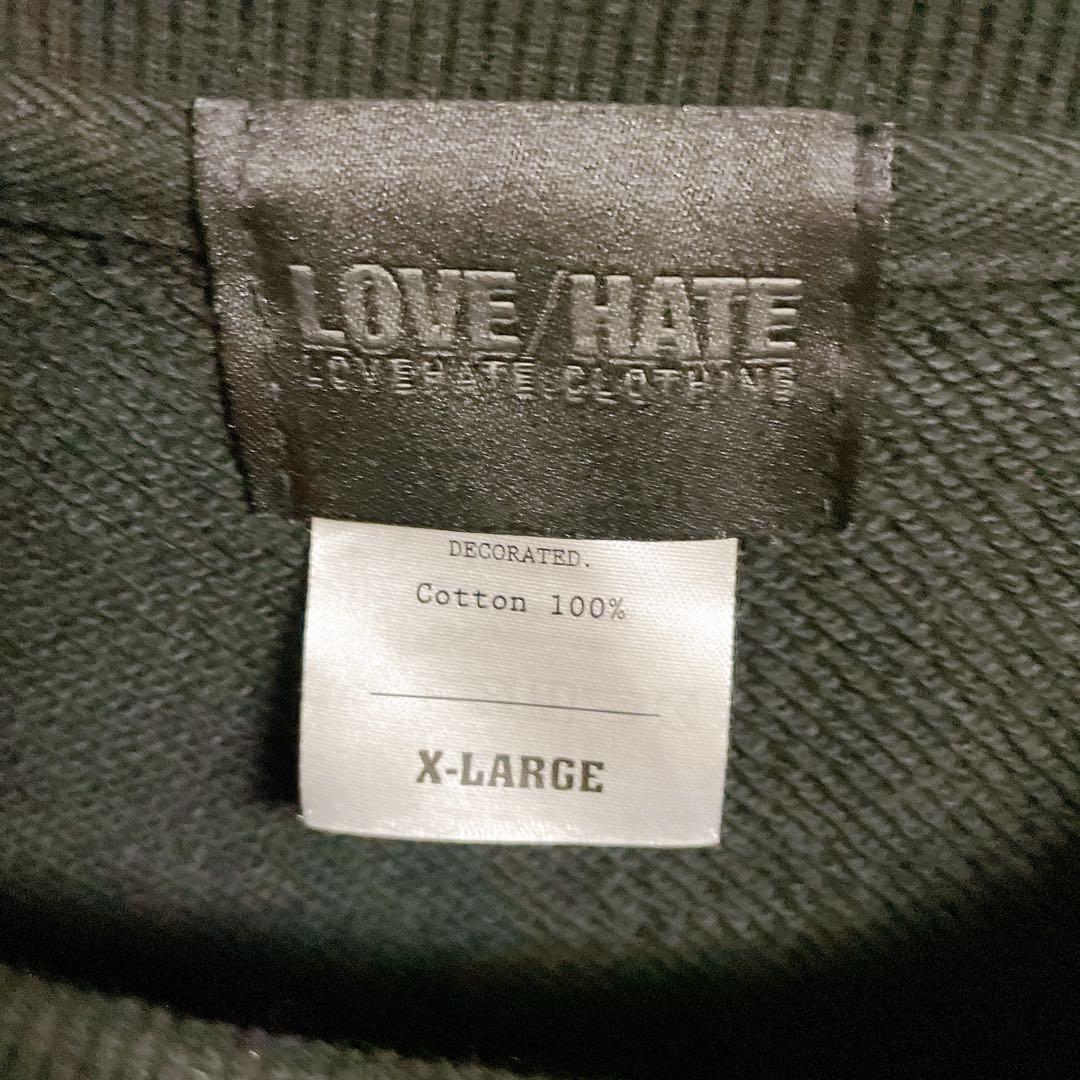 LOVE/HATE
LOVEHATE CLOTHING
DECORATED.
Cotton 100%
X-LARGE